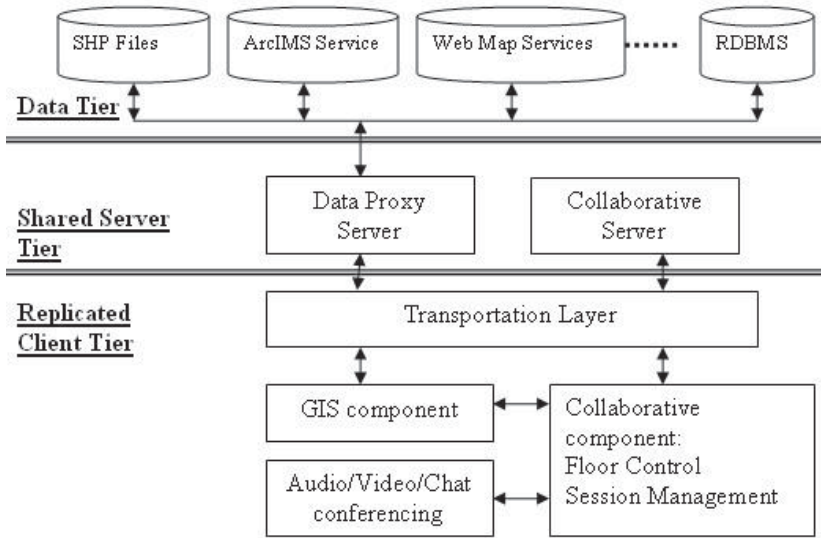 SHP Files
ArcIMS Service
Web Map Services
RDBMS
Data Tier
Shared Server
Tier
Data Proxy
Server
Collaborative
Server
Replicated
Client Tier
Transportation Layer
GIS component
Collaborative
component:
Floor Control
Session Management
Audio/Video/Chat
conferencing